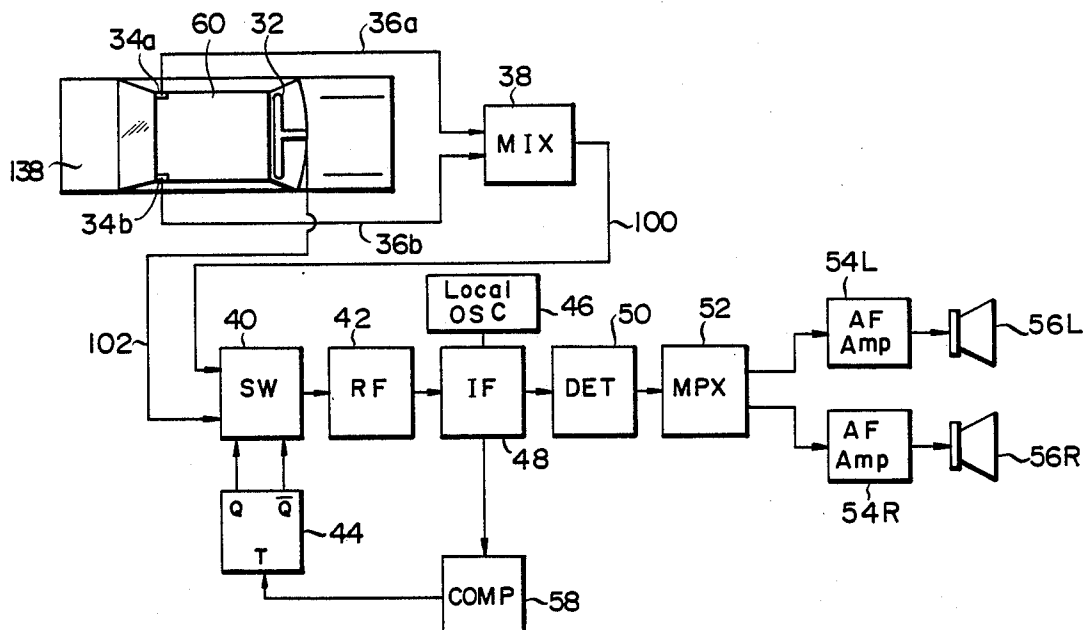 34a
60
32
36a
38
MIX
138
34b
36b
100
Local
OSC
46
54L
AF
Amp
56L
102
40
SW
42
RF
IF
48
50
DET
52
MPX
AF
Amp
54R
56R
Q
Q̅
T
44
COMP
58